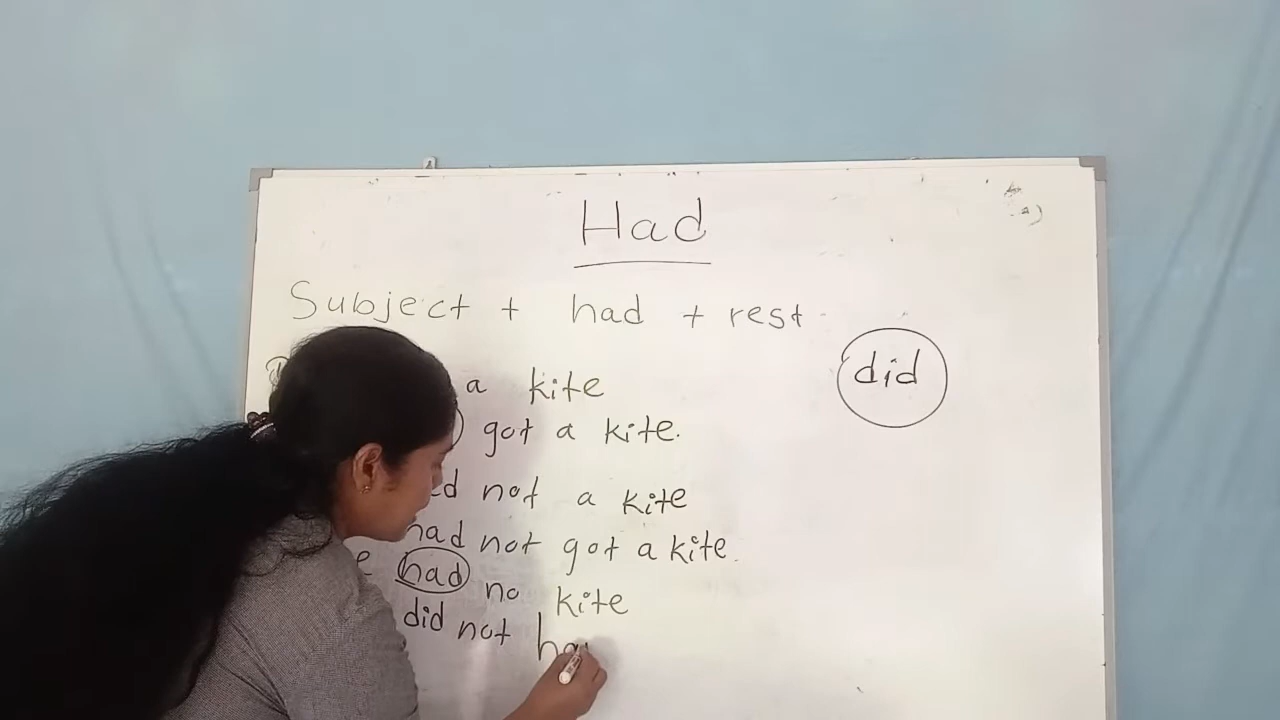 Had
Subject + had + rest
did
a kite
got a kite.
not a kite
had not got a kite.
had no kite
did not ha